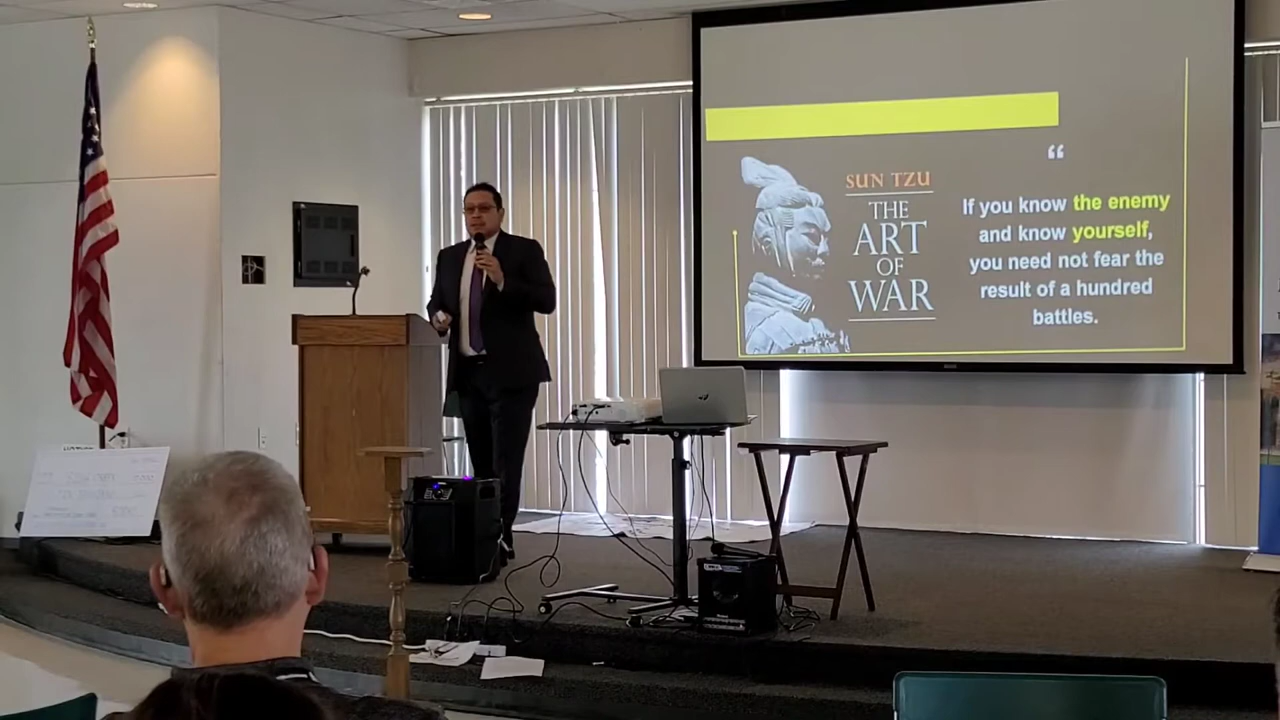 “
SUN TZU
THE
ART
OF
WAR
If you know the enemy
and know yourself,
you need not fear the
result of a hundred
battles.